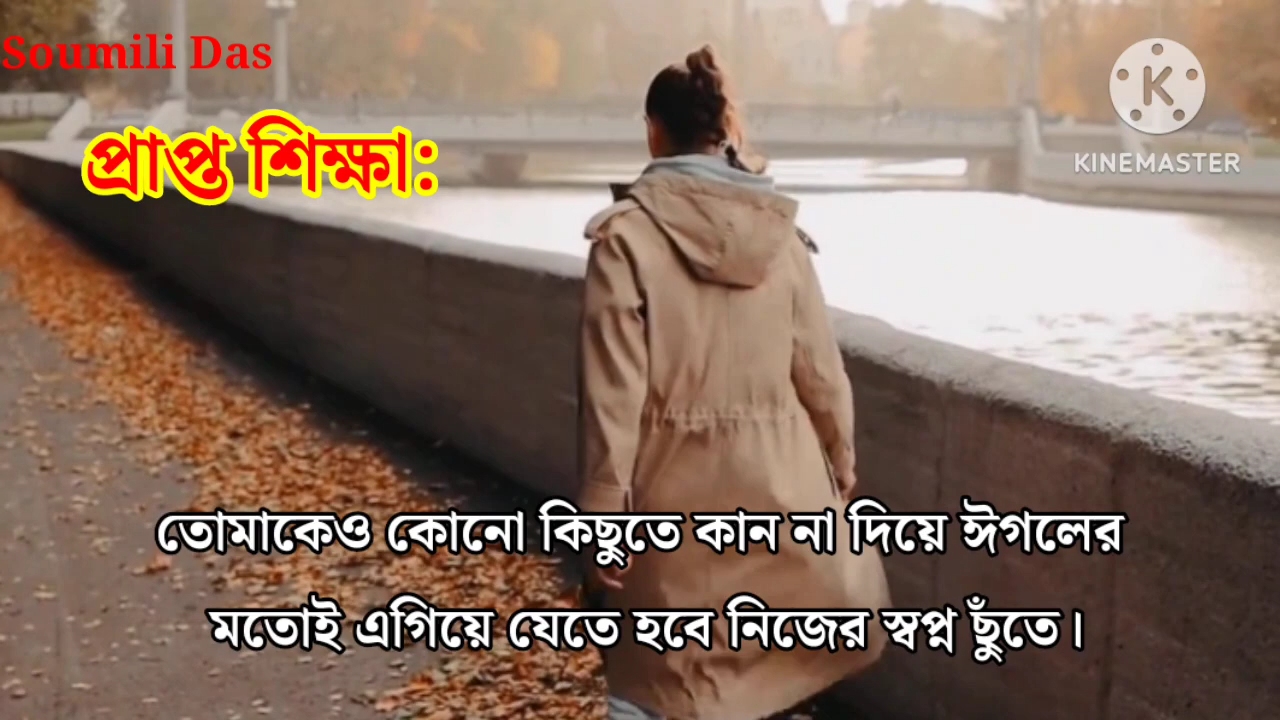 Soumili Das
প্রাপ্ত শিক্ষা:
K
KINEMASTER
তোমাকেও কোনো কিছুতে কান না দিয়ে ঈগলের
মতোই এগিয়ে যেতে হবে নিজের স্বপ্ন ছুঁতে।